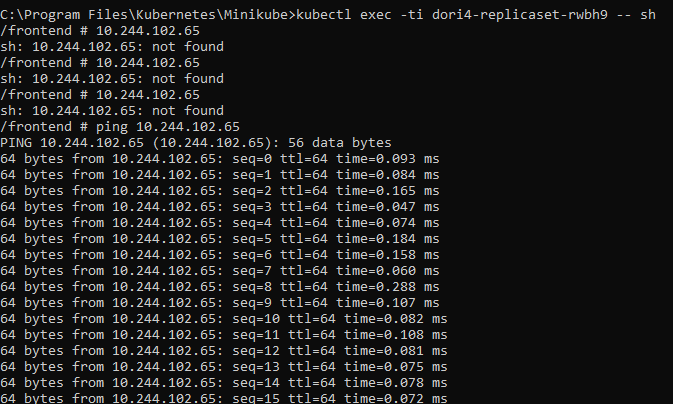 C:\Program Files\Kubernetes\Minikube>kubectl exec -ti dori4-replicaset-rwbh9 -- sh
/frontend # 10.244.102.65
sh: 10.244.102.65: not found
/frontend # 10.244.102.65
sh: 10.244.102.65: not found
/frontend # 10.244.102.65
sh: 10.244.102.65: not found
/frontend # ping 10.244.102.65
PING 10.244.102.65 (10.244.102.65): 56 data bytes
64 bytes from 10.244.102.65: seq=0 ttl=64 time=0.093 ms
64 bytes from 10.244.102.65: seq=1 ttl=64 time=0.084 ms
64 bytes from 10.244.102.65: seq=2 ttl=64 time=0.165 ms
64 bytes from 10.244.102.65: seq=3 ttl=64 time=0.047 ms
64 bytes from 10.244.102.65: seq=4 ttl=64 time=0.074 ms
64 bytes from 10.244.102.65: seq=5 ttl=64 time=0.184 ms
64 bytes from 10.244.102.65: seq=6 ttl=64 time=0.158 ms
64 bytes from 10.244.102.65: seq=7 ttl=64 time=0.060 ms
64 bytes from 10.244.102.65: seq=8 ttl=64 time=0.288 ms
64 bytes from 10.244.102.65: seq=9 ttl=64 time=0.107 ms
64 bytes from 10.244.102.65: seq=10 ttl=64 time=0.082 ms
64 bytes from 10.244.102.65: seq=11 ttl=64 time=0.108 ms
64 bytes from 10.244.102.65: seq=12 ttl=64 time=0.081 ms
64 bytes from 10.244.102.65: seq=13 ttl=64 time=0.075 ms
64 bytes from 10.244.102.65: seq=14 ttl=64 time=0.078 ms
64 bytes from 10.244.102.65: seq=15 ttl=64 time=0.072 ms